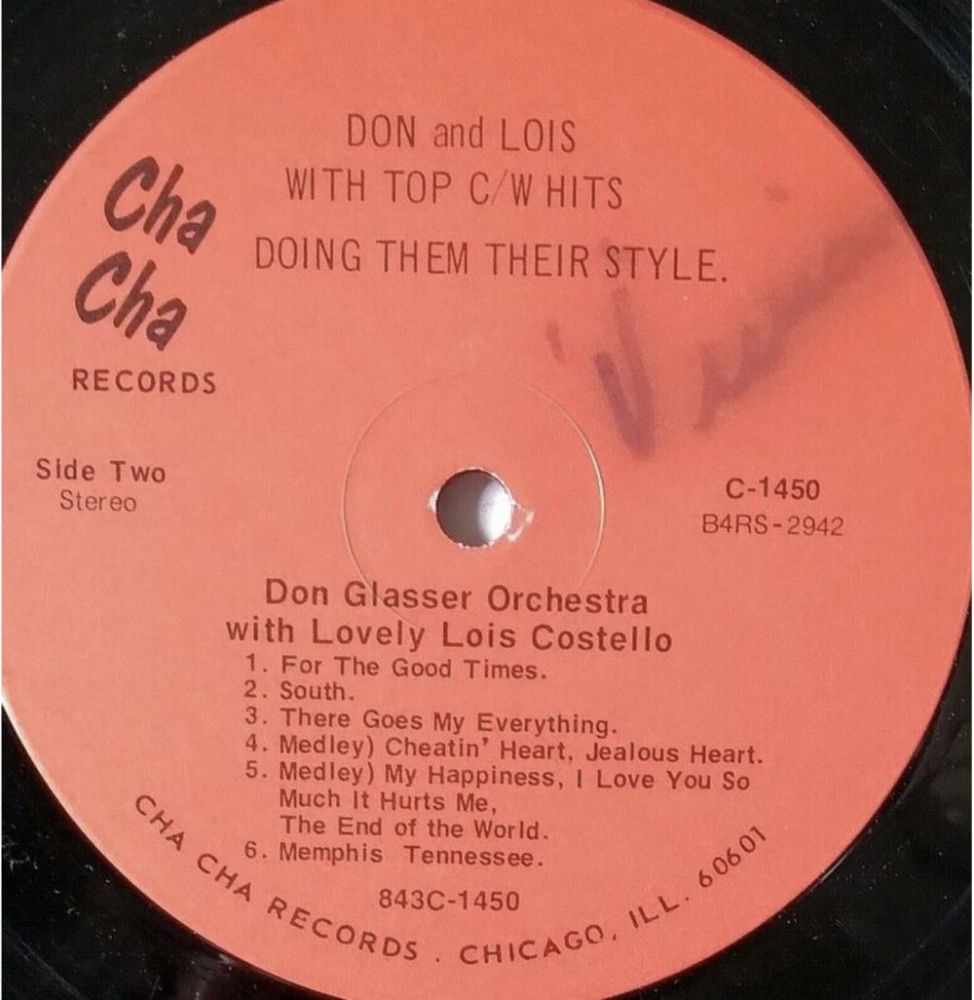 DON and LOIS
WITH TOP C/W HITS
DOING THEM THEIR STYLE.
Cha
Cha
RECORDS
Side Two
Stereo
C-1450
B4RS-2942
Don Glasser Orchestra
with Lovely Lois Costello
1. For The Good Times.
2. South.
3. There Goes My Everything.
4. Medley) Cheatin' Heart, Jealous Heart.
5. Medley) My Happiness, I Love You So
Much It Hurts Me,
The End of the World.
6. Memphis Tennessee.
843C-1450
CHA CHA RECORDS . CHICAGO, ILL. 60601